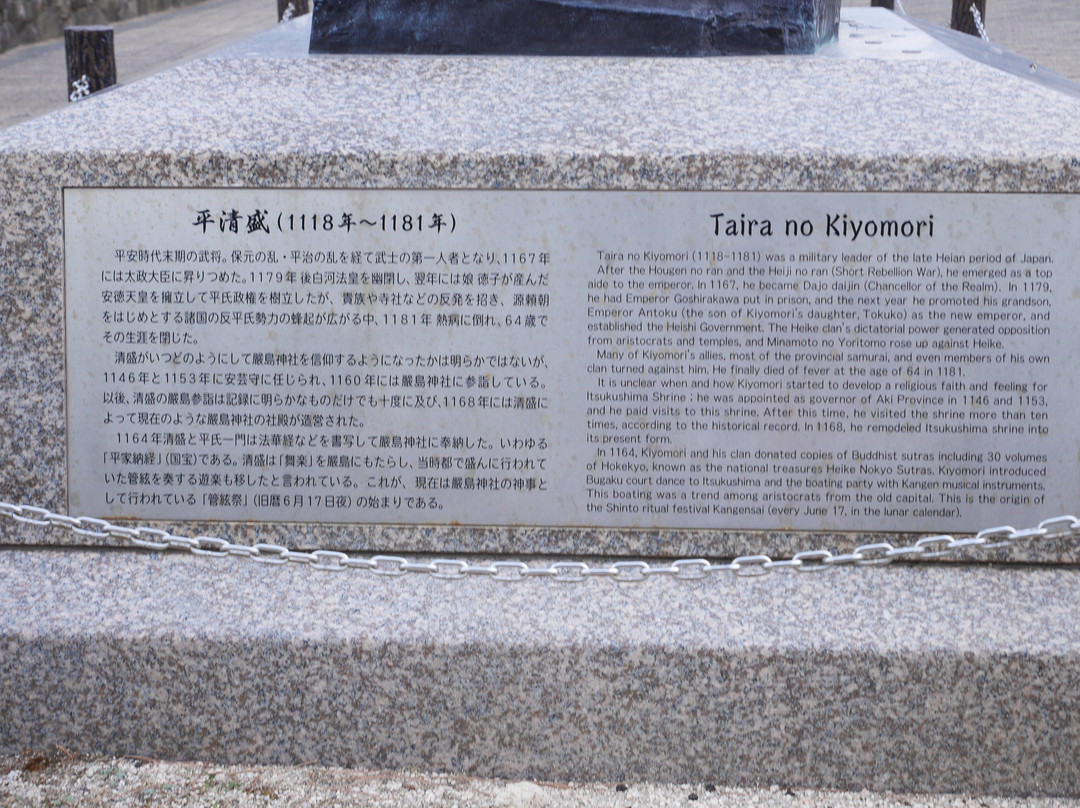 平清盛(1118年～1181年)
平安時代末期の武将。保元の乱・平治の乱を経て武士の第一人者となり、1167年
には太政大臣に昇りつめた。1179年 後白河法皇を幽閉し、翌年には娘 徳子が産んだ
安徳天皇を擁立して平氏政権を樹立したが、貴族や寺社などの反発を招き、源頼朝
をはじめとする諸国の反平氏勢力の蜂起が広がる中、1181年 熱病に倒れ、64歳で
その生涯を閉じた。
清盛がいつどのようにして厳島神社を信仰するようになったかは明らかではないが、
1146年と1153年に安芸守に任じられ、1160年には厳島神社に参詣している。
以後、清盛の厳島参詣は記録に明らかなものだけでも十度に及び、1168年には清盛に
よって現在のような厳島神社の社殿が造営された。
1164年清盛と平氏一門は法華経などを書写して厳島神社に奉納した。いわゆる
「平家納経」(国宝)である。清盛は「舞楽」を厳島にもたらし、当時都で盛んに行われて
いた管絃を奏する遊楽も移したと言われている。これが、現在は厳島神社の神事と
して行われている「管絃祭」(旧暦6月17日夜)の始まりである。
Taira no Kiyomori
Taira no Kiyomori (1118-1181) was a military leader of the late Heian period of Japan.
After the Hougen no ran and the Heiji no ran (Short Rebellion War), he emerged as a top
aide to the emperor. In 1167, he became Dajo daijin (Chancellor of the Realm). In 1179,
he had Emperor Goshirakawa put in prison, and the next year he promoted his grandson,
Emperor Antoku (the son of Kiyomori's daughter, Tokuko) as the new emperor, and
established the Heishi Government. The Heike clan's dictatorial power generated opposition
from aristocrats and temples, and Minamoto no Yoritomo rose up against Heike.
Many of Kiyomori's allies, most of the provincial samurai, and even members of his own
clan turned against him. He finally died of fever at the age of 64 in 1181.
It is unclear when and how Kiyomori started to develop a religious faith and feeling for
Itsukushima Shrine ; he was appointed as governor of Aki Province in 1146 and 1153,
and he paid visits to this shrine. After this time, he visited the shrine more than ten
times, according to the historical record. In 1168, he remodeled Itsukushima shrine into
its present form.
In 1164, Kiyomori and his clan donated copies of Buddhist sutras including 30 volumes
of Hokekyo, known as the national treasures Heike Nokyo Sutras. Kiyomori introduced
Bugaku court dance to Itsukushima and the boating party with Kangen musical instruments.
This boating was a trend among aristocrats from the old capital. This is the origin of
the Shinto ritual festival Kangensai (every June 17, in the lunar calendar).